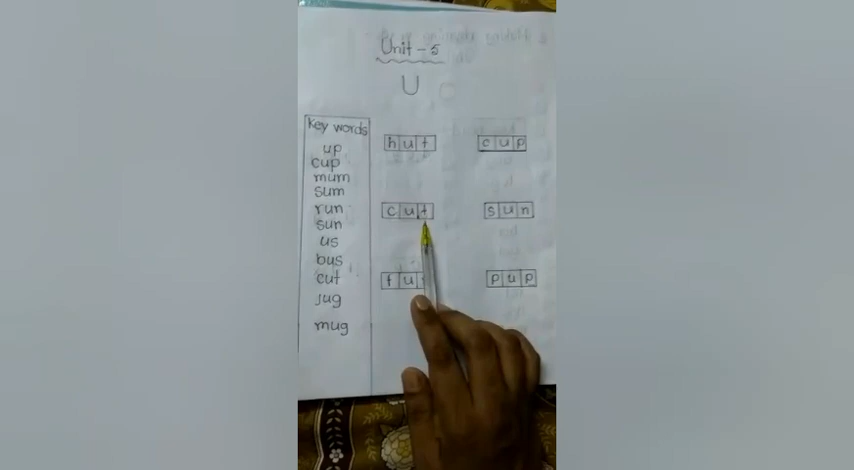 Unit - 5
U
Key words
up
cup
mum
sum
run
sun
us
bus
cut
jug
mug
hut
cup
cut
sun
pup